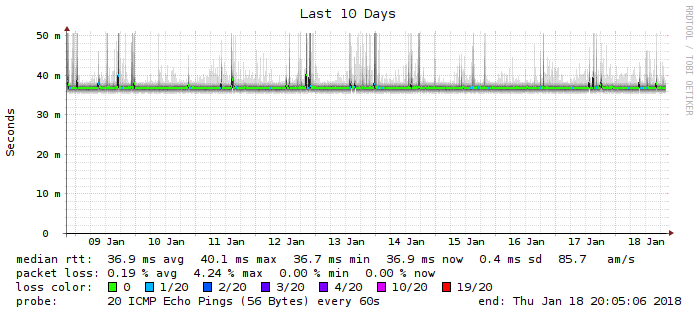 Last 10 Days
RRDTOOL / TOBI OETIKER
Seconds
50 m
40 m
30 m
20 m
10 m
0
09 Jan 10 Jan 11 Jan 12 Jan 13 Jan 14 Jan 15 Jan 16 Jan 17 Jan 18 Jan
median rtt: 36.9 ms avg 40.1 ms max 36.7 ms min 36.9 ms now 0.4 ms sd 85.7 am/s
packet loss: 0.19 % avg 4.24 % max 0.00 % min 0.00 % now
loss color: 0 1/20 2/20 3/20 4/20 10/20 19/20
probe: 20 ICMP Echo Pings (56 Bytes) every 60s end: Thu Jan 18 20:05:06 2018